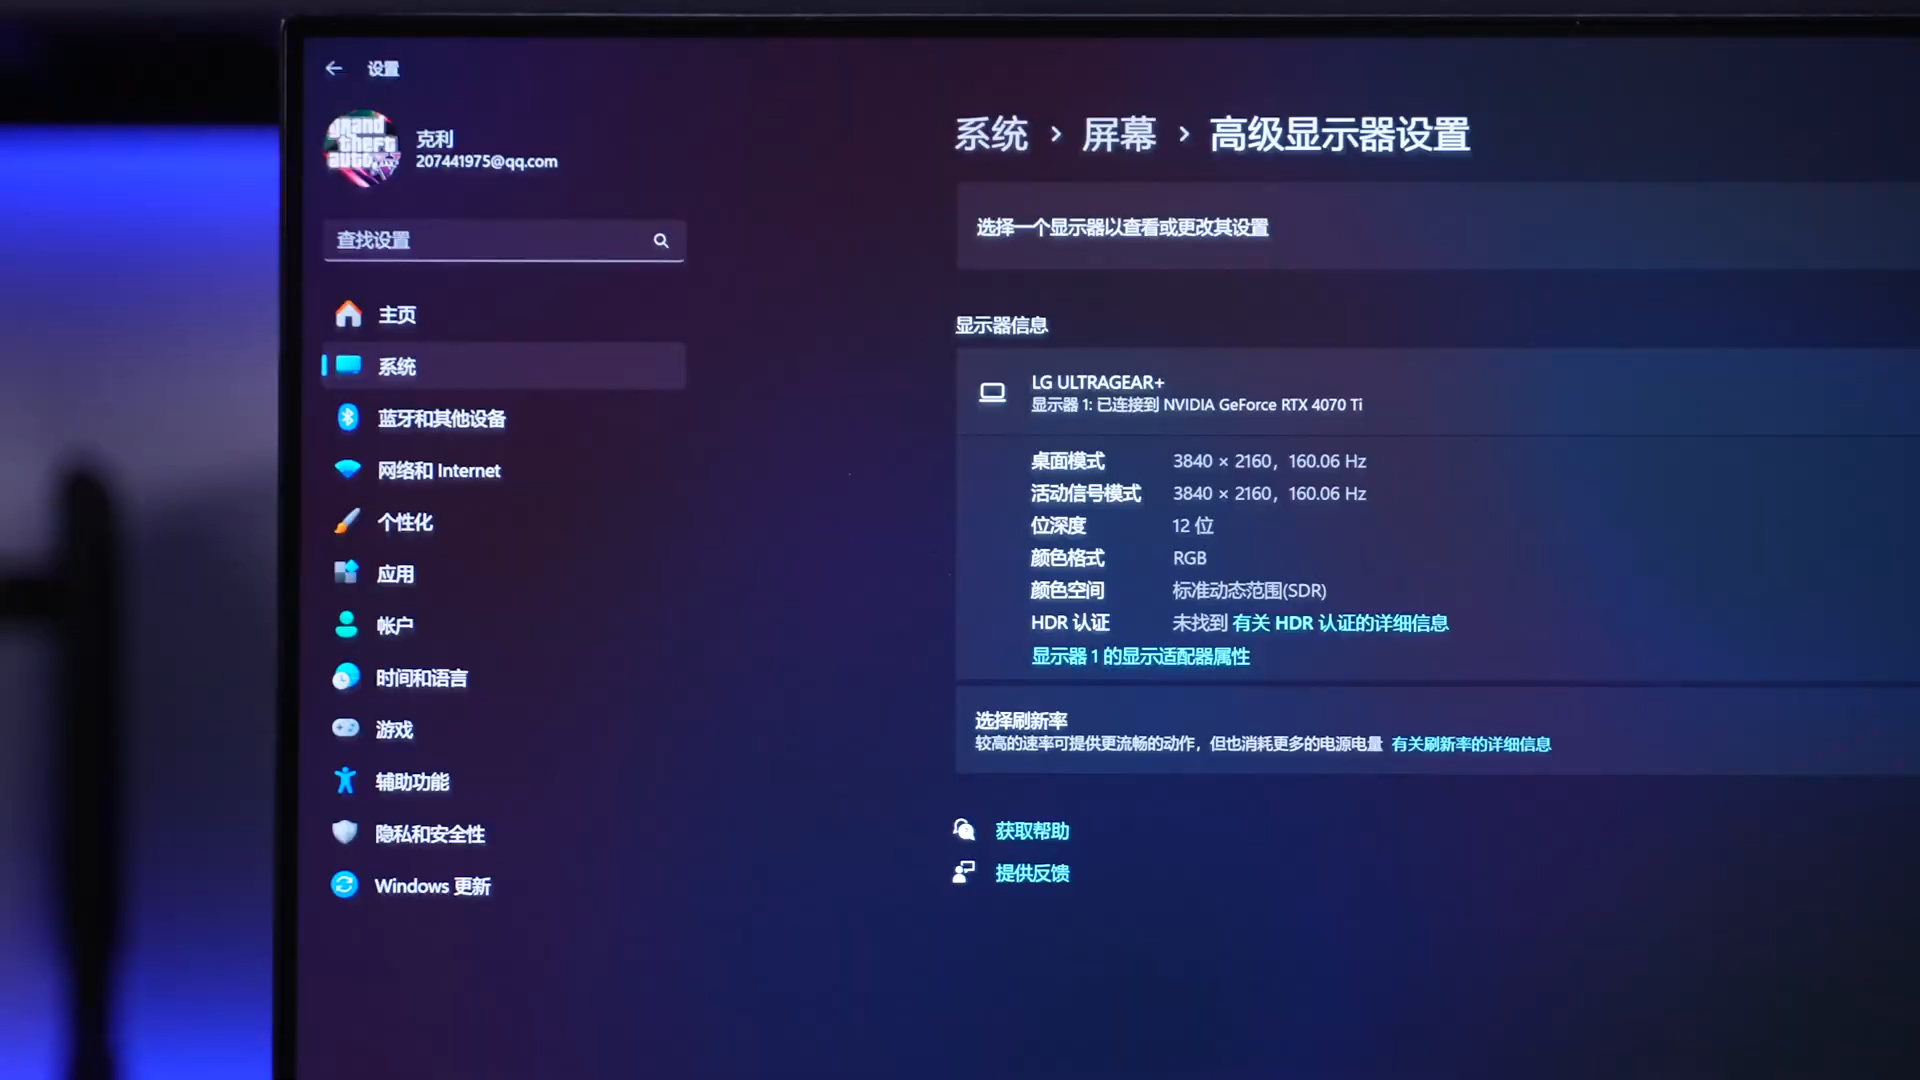 设置
grand theft auto
克利
207441975@qq.com
查找设置
主页
系统
蓝牙和其他设备
网络和 Internet
个性化
应用
帐户
时间和语言
游戏
辅助功能
隐私和安全性
Windows 更新
系统 › 屏幕 › 高级显示器设置
选择一个显示器以查看或更改其设置
显示器信息
LG ULTRAGEAR+
显示器 1: 已连接到 NVIDIA GeForce RTX 4070 Ti
桌面模式 3840 × 2160，160.06 Hz
活动信号模式 3840 × 2160，160.06 Hz
位深度 12 位
颜色格式 RGB
颜色空间 标准动态范围(SDR)
HDR 认证 未找到 有关 HDR 认证的详细信息
显示器 1 的显示适配器属性
选择刷新率
较高的速率可提供更流畅的动作，但也消耗更多的电源电量 有关刷新率的详细信息
获取帮助
提供反馈